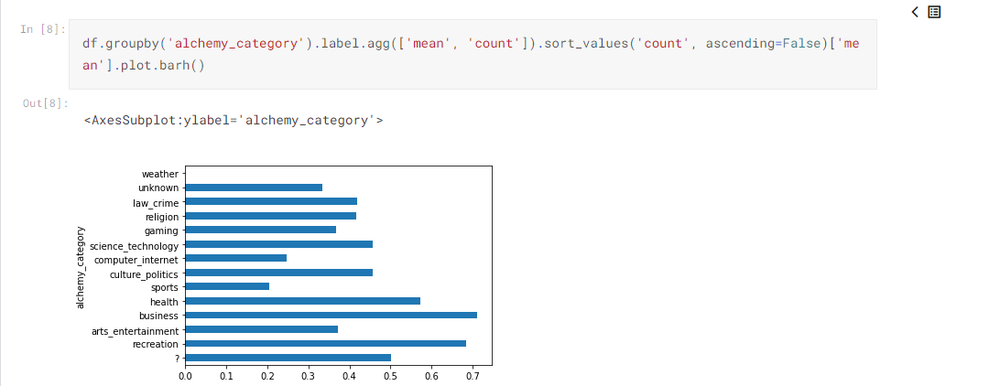 In [8]:
df.groupby('alchemy_category').label.agg(['mean', 'count']).sort_values('count', ascending=False)['me
an'].plot.barh()
Out[8]:
<AxesSubplot:ylabel='alchemy_category'>
alchemy_category
weather
unknown
law_crime
religion
gaming
science_technology
computer_internet
culture_politics
sports
health
business
arts_entertainment
recreation
?
0.0 0.1 0.2 0.3 0.4 0.5 0.6 0.7